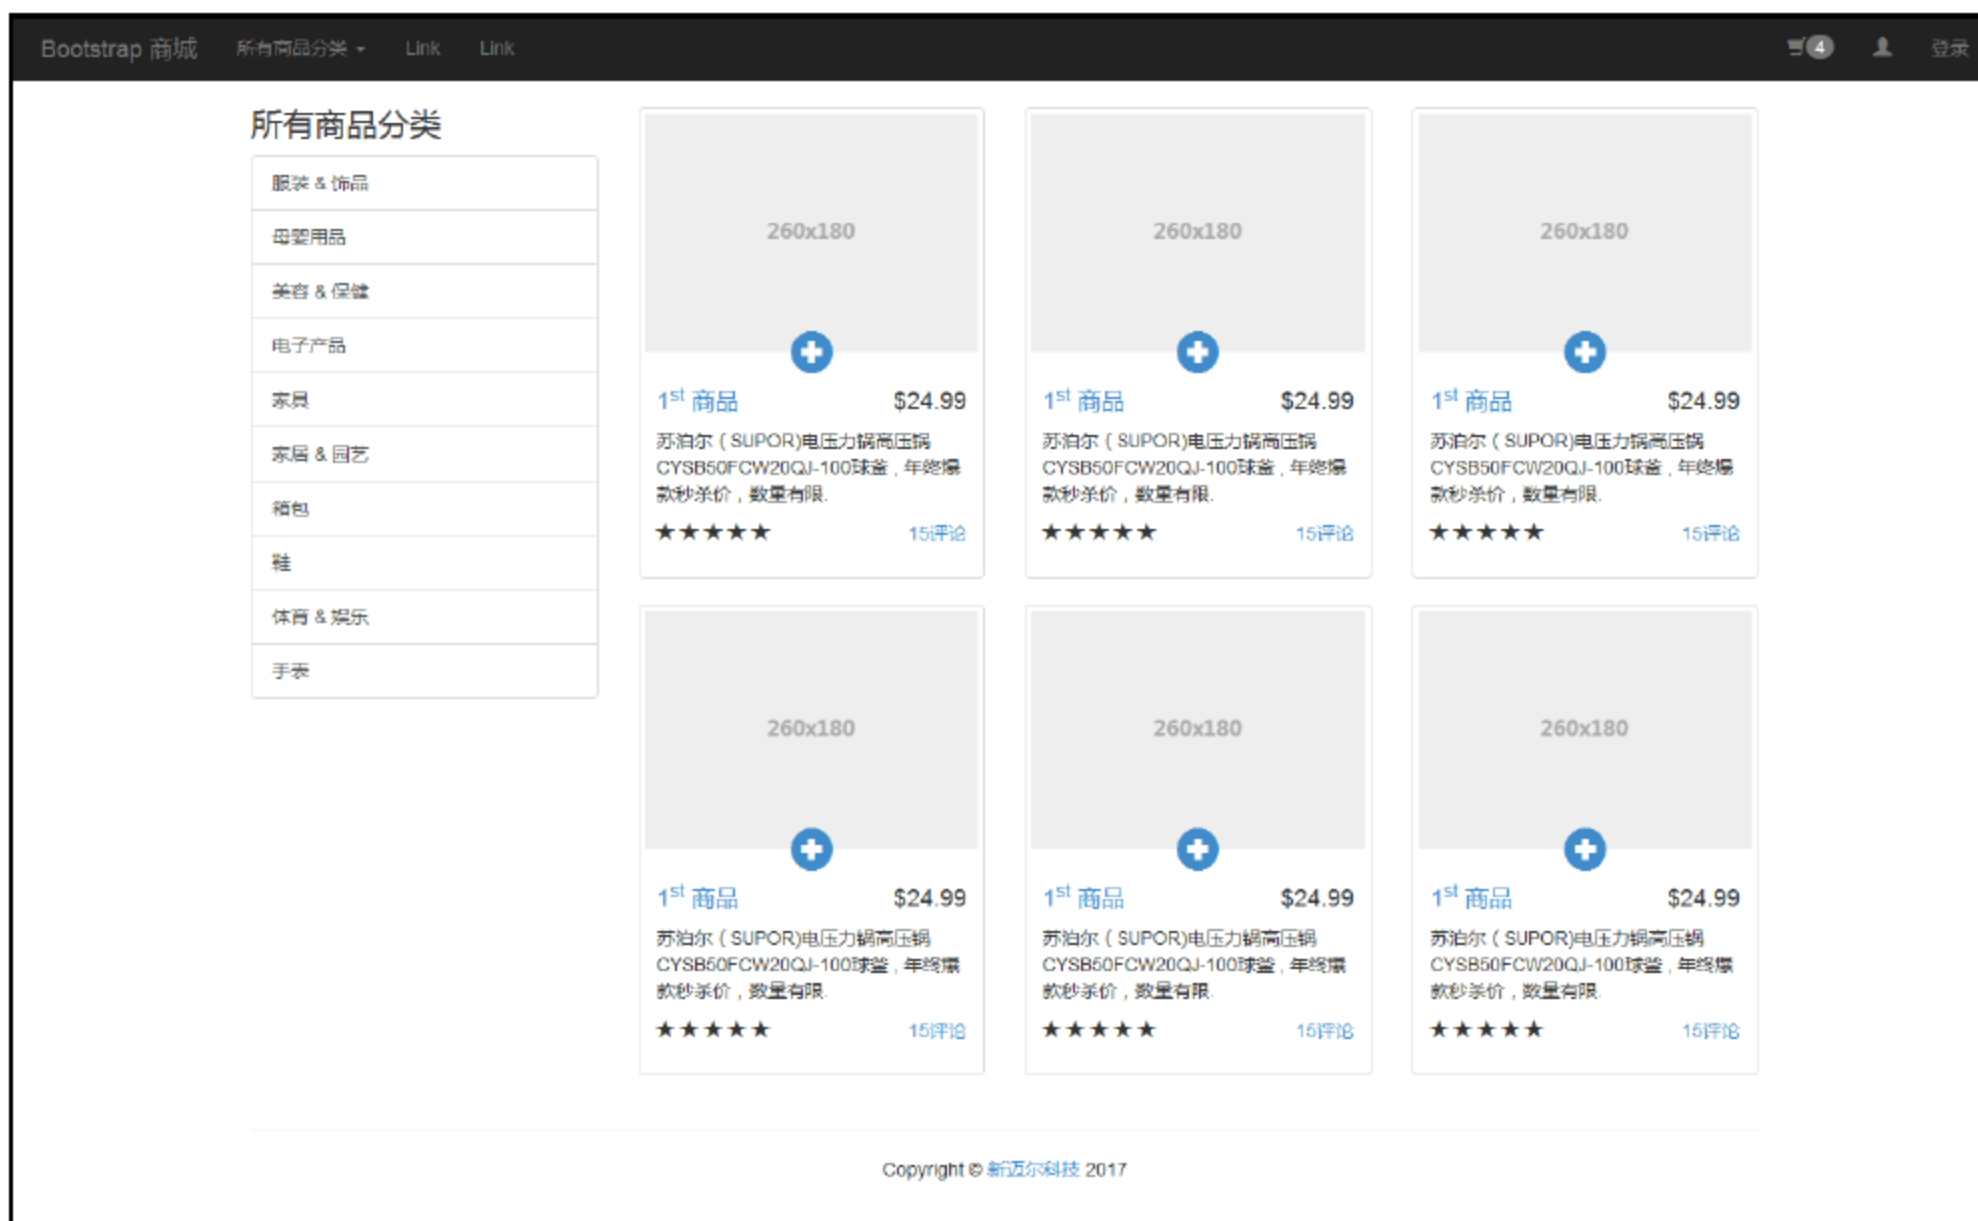 Bootstrap 商城 所有商品分类 Link Link 4 登录
所有商品分类
服装 & 饰品
母婴用品
美容 & 保健
电子产品
家具
家居 & 园艺
箱包
鞋
体育 & 娱乐
手表
260x180
1st 商品 $24.99
苏泊尔（SUPOR)电压力锅高压锅
CYSB50FCW20QJ-100球釜，年终爆
款秒杀价，数量有限.
★★★★★ 15评论
260x180
1st 商品 $24.99
苏泊尔（SUPOR)电压力锅高压锅
CYSB50FCW20QJ-100球釜，年终爆
款秒杀价，数量有限.
★★★★★ 15评论
260x180
1st 商品 $24.99
苏泊尔（SUPOR)电压力锅高压锅
CYSB50FCW20QJ-100球釜，年终爆
款秒杀价，数量有限.
★★★★★ 15评论
260x180
1st 商品 $24.99
苏泊尔（SUPOR)电压力锅高压锅
CYSB50FCW20QJ-100球釜，年终爆
款秒杀价，数量有限.
★★★★★ 15评论
260x180
1st 商品 $24.99
苏泊尔（SUPOR)电压力锅高压锅
CYSB50FCW20QJ-100球釜，年终爆
款秒杀价，数量有限.
★★★★★ 15评论
260x180
1st 商品 $24.99
苏泊尔（SUPOR)电压力锅高压锅
CYSB50FCW20QJ-100球釜，年终爆
款秒杀价，数量有限.
★★★★★ 15评论
Copyright © 新迈尔科技 2017